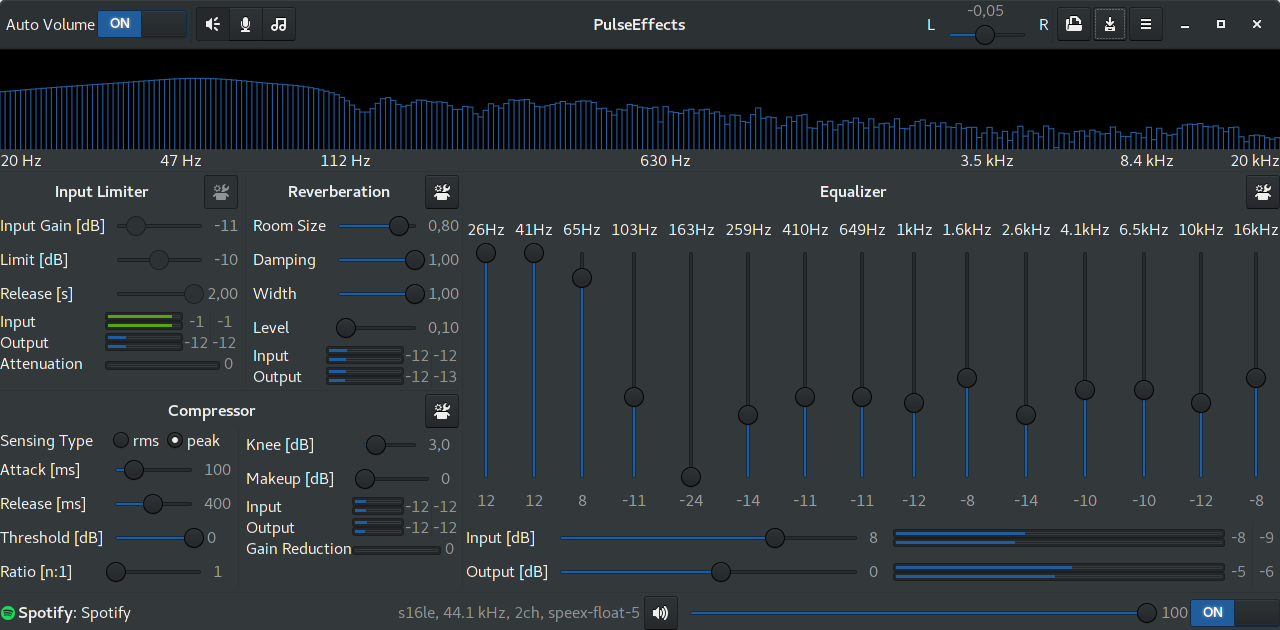 Auto Volume ON PulseEffects L -0,05 R
20 Hz 47 Hz 112 Hz 630 Hz 3.5 kHz 8.4 kHz 20 kHz
Input Limiter
Input Gain [dB] -11
Limit [dB] -10
Release [s] 2,00
Input -1 -1
Output -12 -12
Attenuation 0
Reverberation
Room Size 0,80
Damping 1,00
Width 1,00
Level 0,10
Input -12 -12
Output -12 -13
Compressor
Sensing Type rms peak
Attack [ms] 100
Release [ms] 400
Threshold [dB] 0
Ratio [n:1] 1
Knee [dB] 3,0
Makeup [dB] 0
Input -12 -12
Output -12 -12
Gain Reduction 0
Equalizer
26Hz 41Hz 65Hz 103Hz 163Hz 259Hz 410Hz 649Hz 1kHz 1.6kHz 2.6kHz 4.1kHz 6.5kHz 10kHz 16kHz
12 12 8 -11 -24 -14 -11 -11 -12 -8 -14 -10 -10 -12 -8
Input [dB] 8 -8 -9
Output [dB] 0 -5 -6
Spotify: Spotify s16le, 44.1 kHz, 2ch, speex-float-5 100 ON